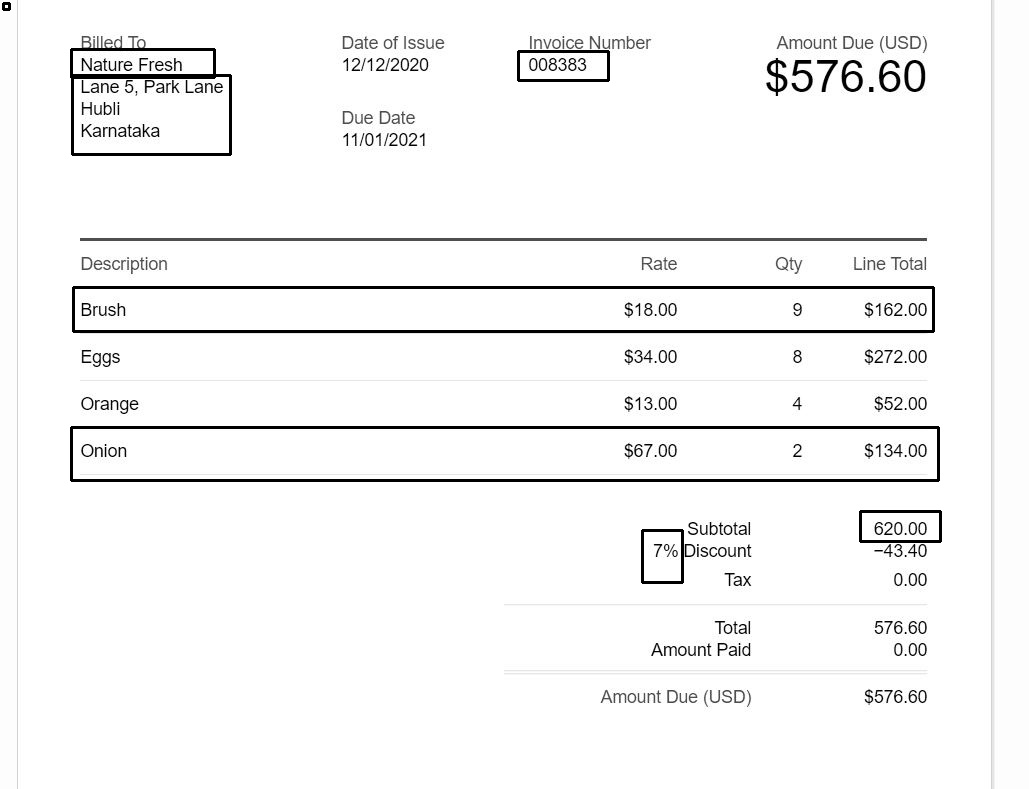 Billed To
Nature Fresh
Lane 5, Park Lane
Hubli
Karnataka
Date of Issue
12/12/2020
Due Date
11/01/2021
Invoice Number
008383
Amount Due (USD)
$576.60
Description Rate Qty Line Total
Brush $18.00 9 $162.00
Eggs $34.00 8 $272.00
Orange $13.00 4 $52.00
Onion $67.00 2 $134.00
Subtotal 620.00
7% Discount −43.40
Tax 0.00
Total 576.60
Amount Paid 0.00
Amount Due (USD) $576.60